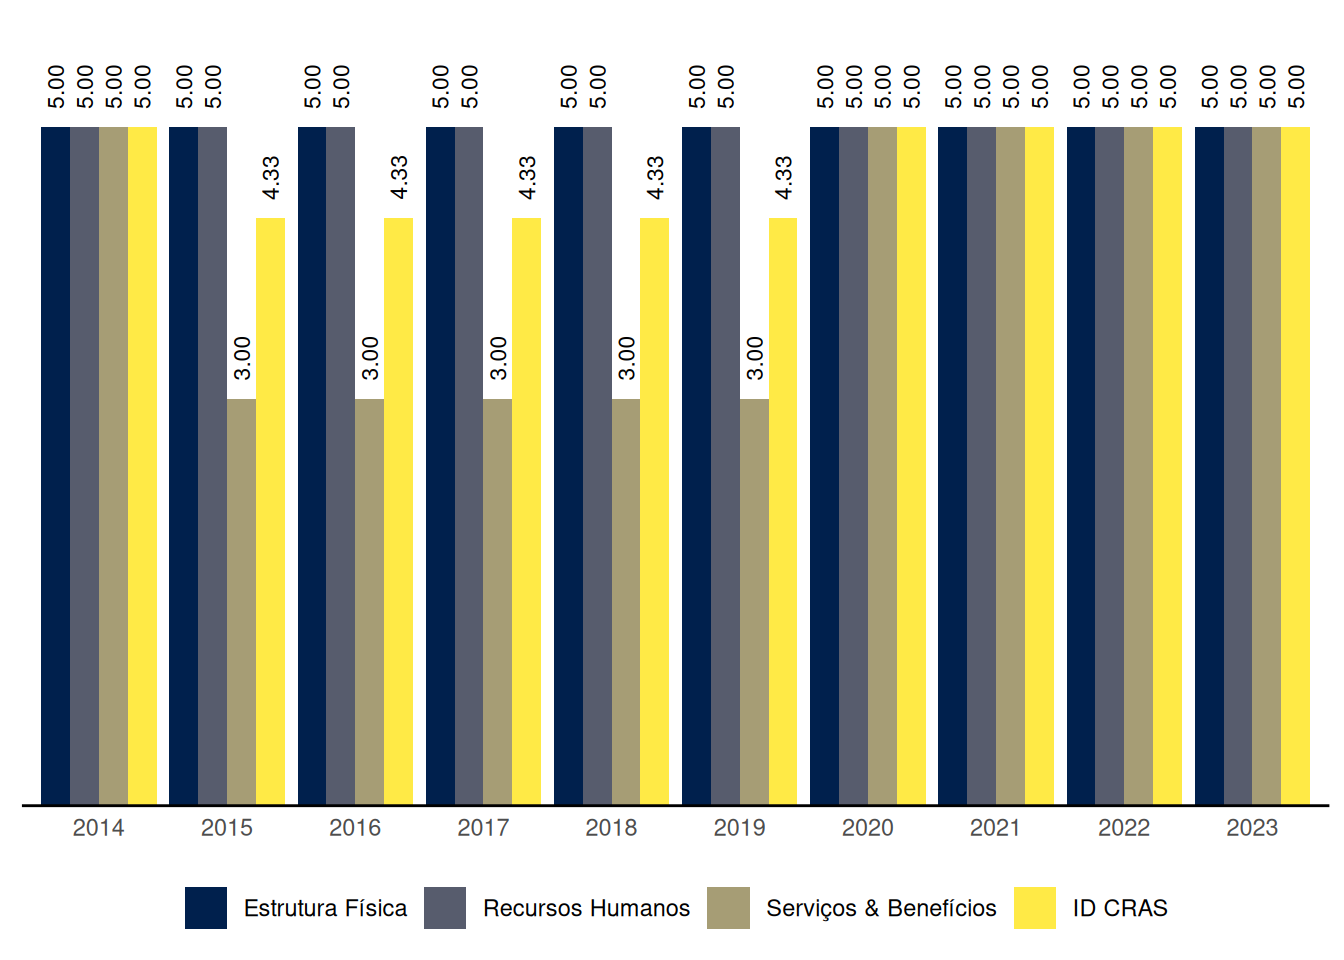 5.00 5.00 5.00 5.00 5.00 5.00 3.00 4.33 5.00 5.00 3.00 4.33 5.00 5.00 3.00 4.33 5.00 5.00 3.00 4.33 5.00 5.00 3.00 4.33 5.00 5.00 5.00 5.00 5.00 5.00 5.00 5.00 5.00 5.00 5.00 5.00 5.00 5.00 5.00 5.00
2014 2015 2016 2017 2018 2019 2020 2021 2022 2023
Estrutura Física Recursos Humanos Serviços & Benefícios ID CRAS